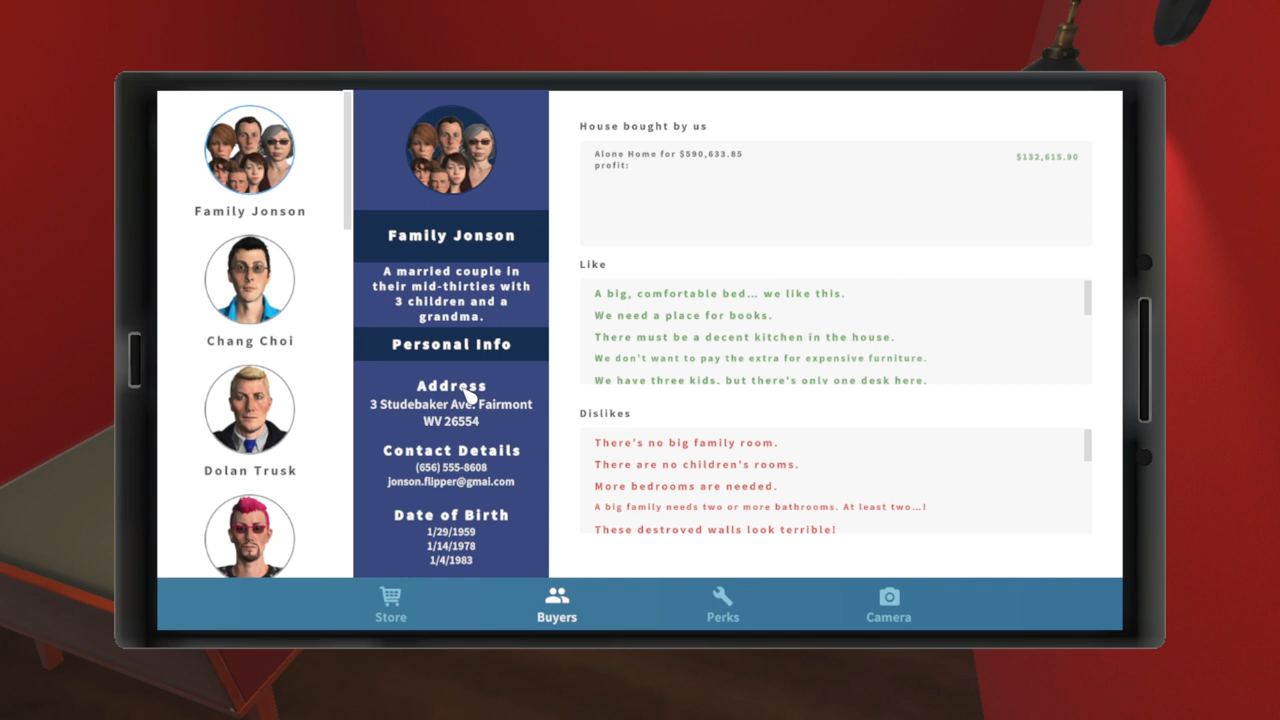 Family Jonson
Chang Choi
Dolan Trusk
Family Jonson
A married couple in
their mid-thirties with
3 children and a
grandma.
Personal Info
Address
3 Studebaker Ave. Fairmont
WV 26554
Contact Details
(656) 555-8608
jonson.flipper@gmai.com
Date of Birth
1/29/1959
1/14/1978
1/4/1983
House bought by us
Alone Home for $590,633.85
profit:
$132,615.90
Like
A big, comfortable bed... we like this.
We need a place for books.
There must be a decent kitchen in the house.
We don't want to pay the extra for expensive furniture.
We have three kids, but there's only one desk here.
Dislikes
There's no big family room.
There are no children's rooms.
More bedrooms are needed.
A big family needs two or more bathrooms. At least two...!
These destroyed walls look terrible!
Store
Buyers
Perks
Camera